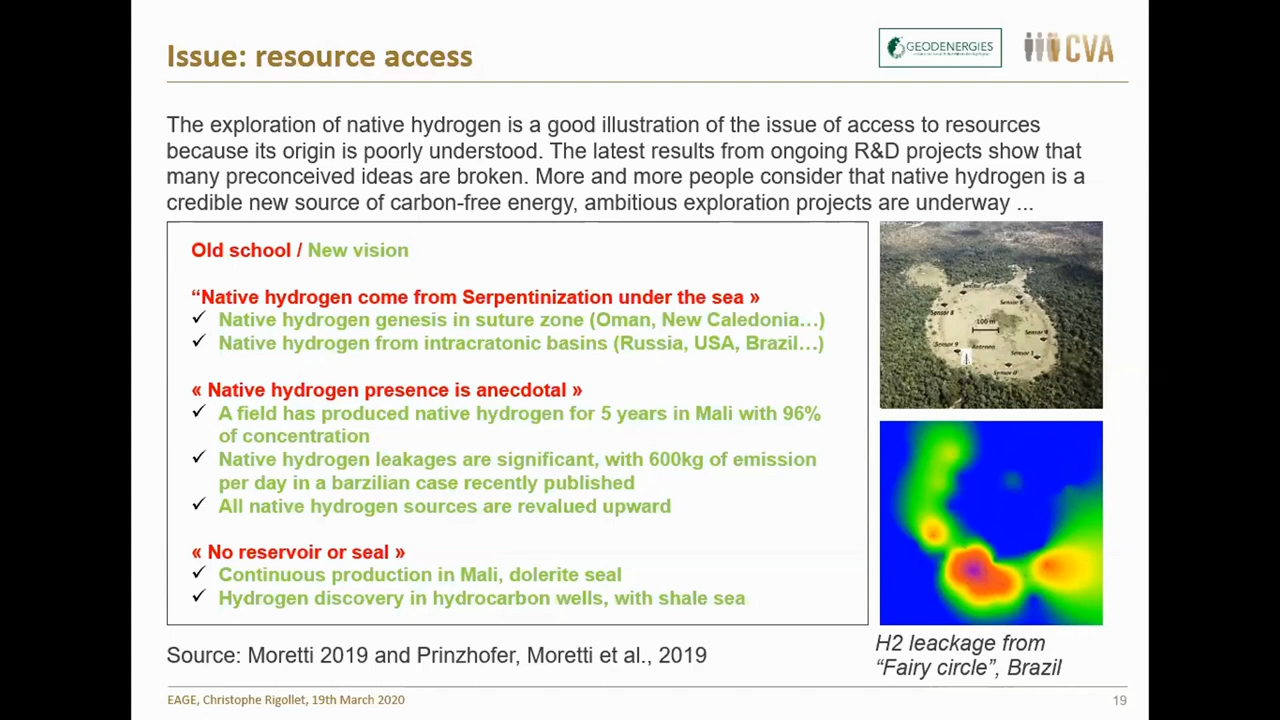 Issue: resource access
GEODENERGIES
CVA
The exploration of native hydrogen is a good illustration of the issue of access to resources
because its origin is poorly understood. The latest results from ongoing R&D projects show that
many preconceived ideas are broken. More and more people consider that native hydrogen is a
credible new source of carbon-free energy, ambitious exploration projects are underway ...
Old school / New vision
“Native hydrogen come from Serpentinization under the sea »
✓ Native hydrogen genesis in suture zone (Oman, New Caledonia…)
✓ Native hydrogen from intracratonic basins (Russia, USA, Brazil…)
« Native hydrogen presence is anecdotal »
✓ A field has produced native hydrogen for 5 years in Mali with 96%
of concentration
✓ Native hydrogen leakages are significant, with 600kg of emission
per day in a barzilian case recently published
✓ All native hydrogen sources are revalued upward
« No reservoir or seal »
✓ Continuous production in Mali, dolerite seal
✓ Hydrogen discovery in hydrocarbon wells, with shale sea
100 m
Antenna
H2 leackage from
“Fairy circle”, Brazil
Source: Moretti 2019 and Prinzhofer, Moretti et al., 2019
EAGE, Christophe Rigollet, 19th March 2020
19